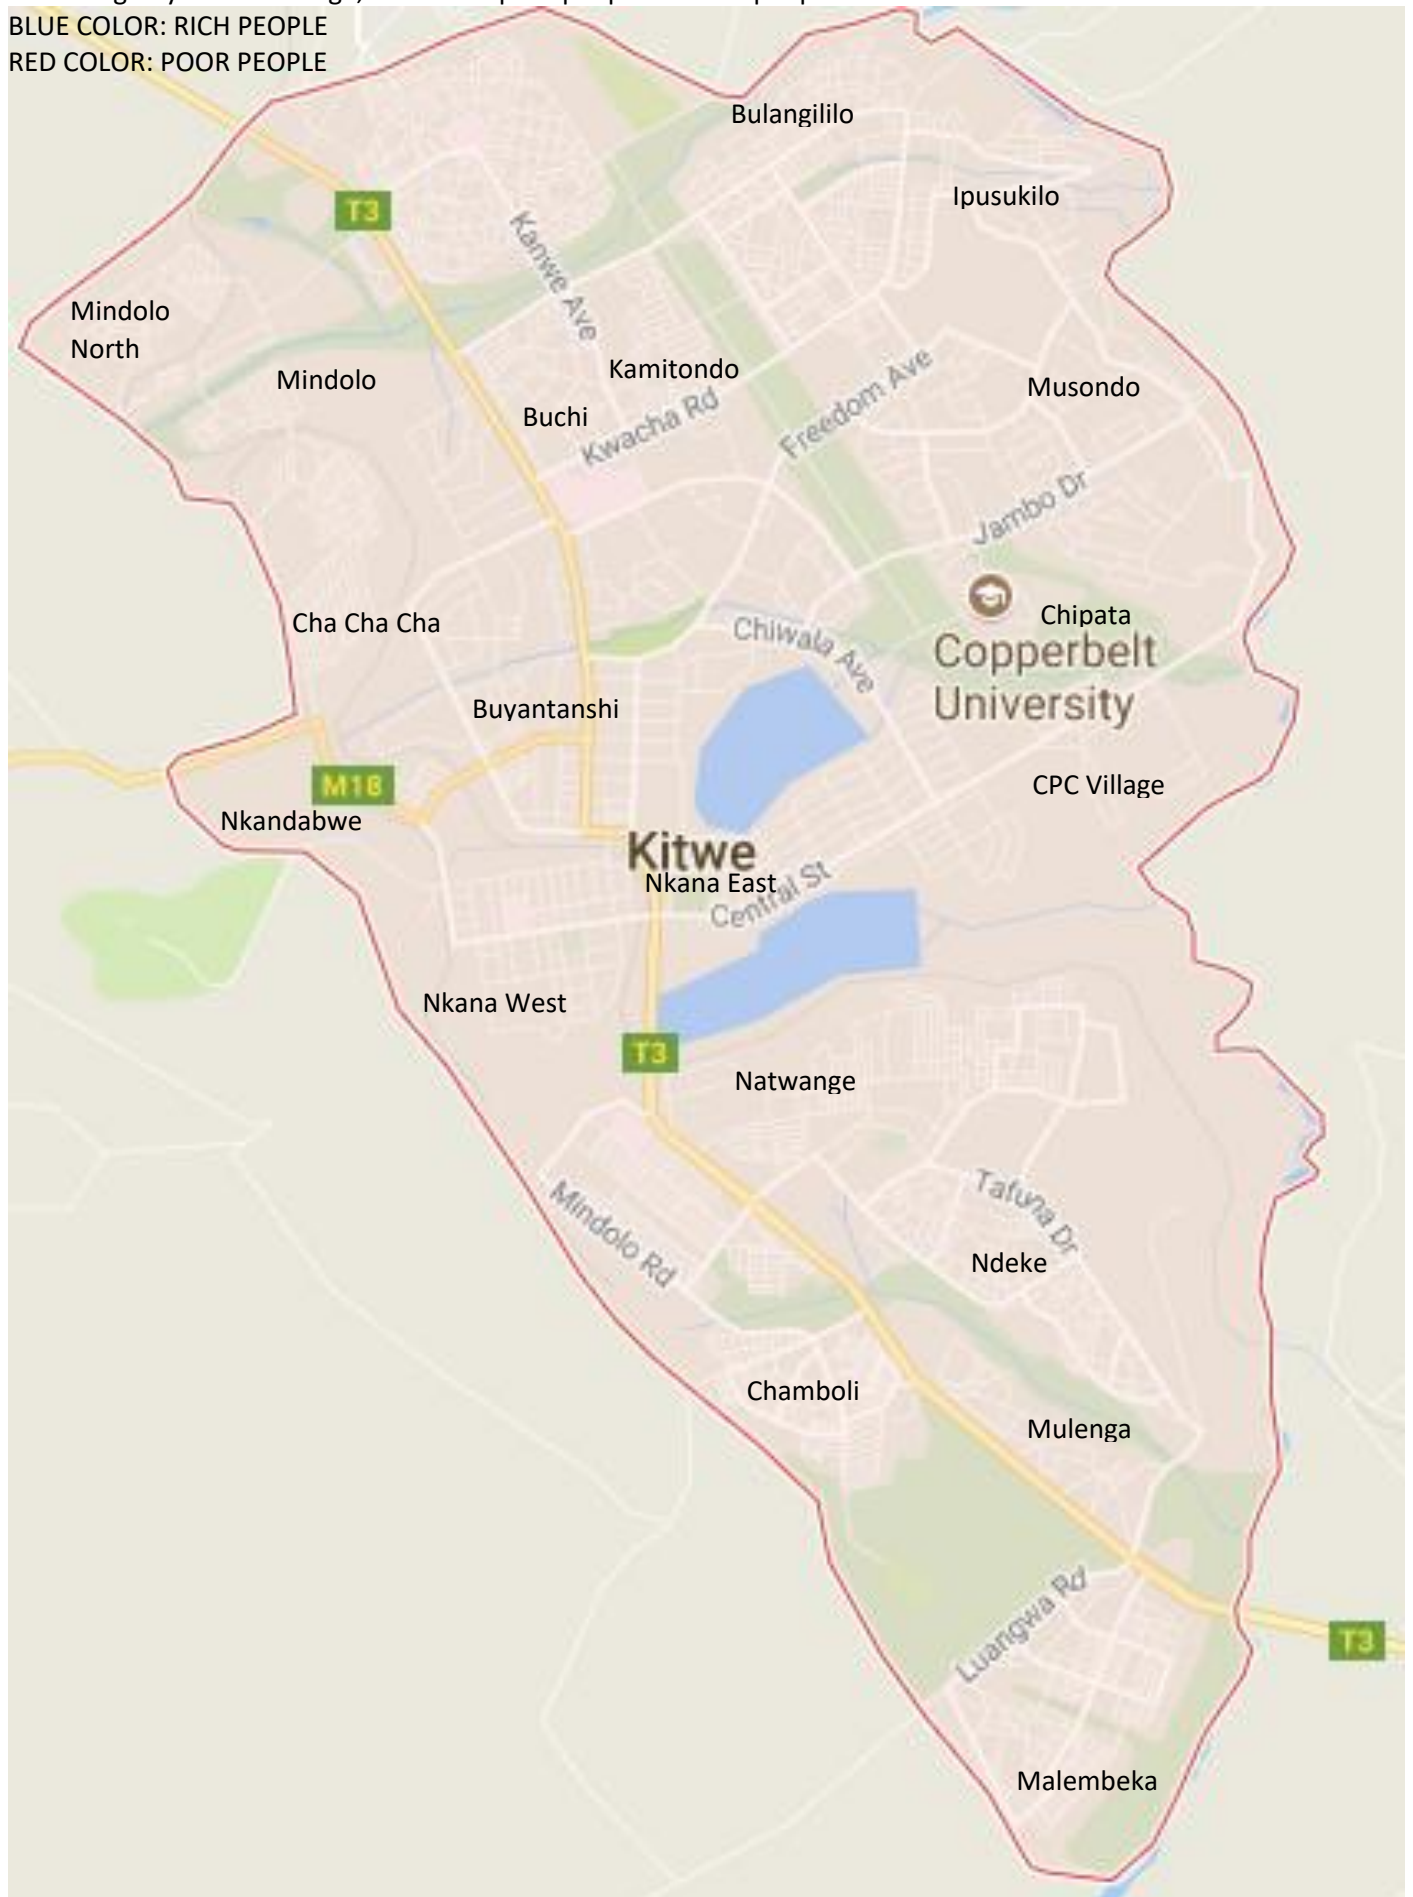 BLUE COLOR: RICH PEOPLE
RED COLOR: POOR PEOPLE
Bulangililo
Ipusukilo
T3
Kanwe Ave
Mindolo
North
Mindolo
Kamitondo
Buchi
Kwacha Rd
Freedom Ave
Musondo
Jambo Dr
Cha Cha Cha
Chipata
Chiwala Ave
Copperbelt
University
Buyantanshi
M18
CPC Village
Nkandabwe
Kitwe
Nkana East
Central St
Nkana West
T3
Natwange
Mindolo Rd
Tafuna Dr
Ndeke
Chamboli
Mulenga
Luangwa Rd
T3
Malembeka